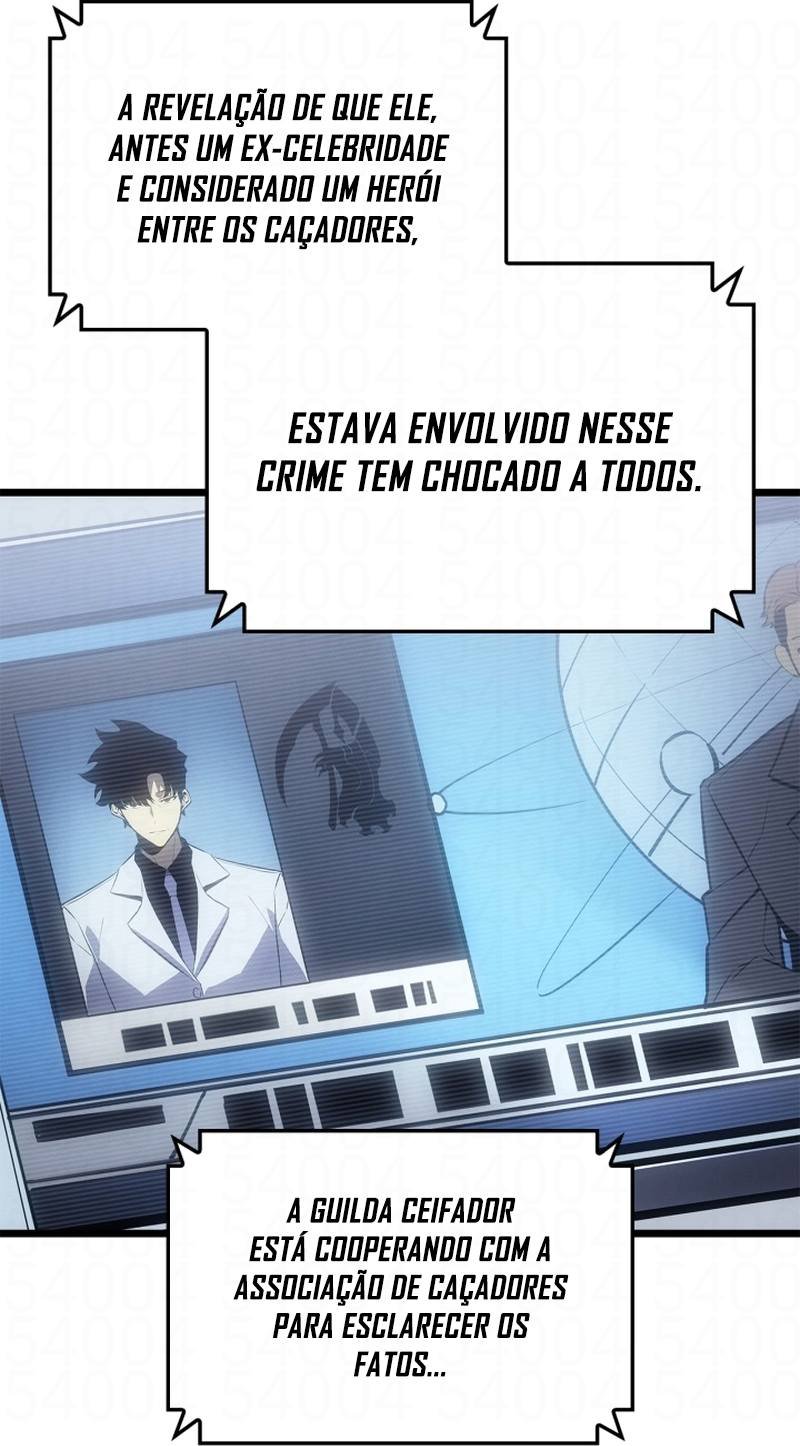 A REVELAÇÃO DE QUE ELE,
ANTES UM EX-CELEBRIDADE
E CONSIDERADO UM HERÓI
ENTRE OS CAÇADORES,
ESTAVA ENVOLVIDO NESSE
CRIME TEM CHOCADO A TODOS.
A GUILDA CEIFADOR
ESTÁ COOPERANDO COM A
ASSOCIAÇÃO DE CAÇADORES
PARA ESCLARECER OS
FATOS...